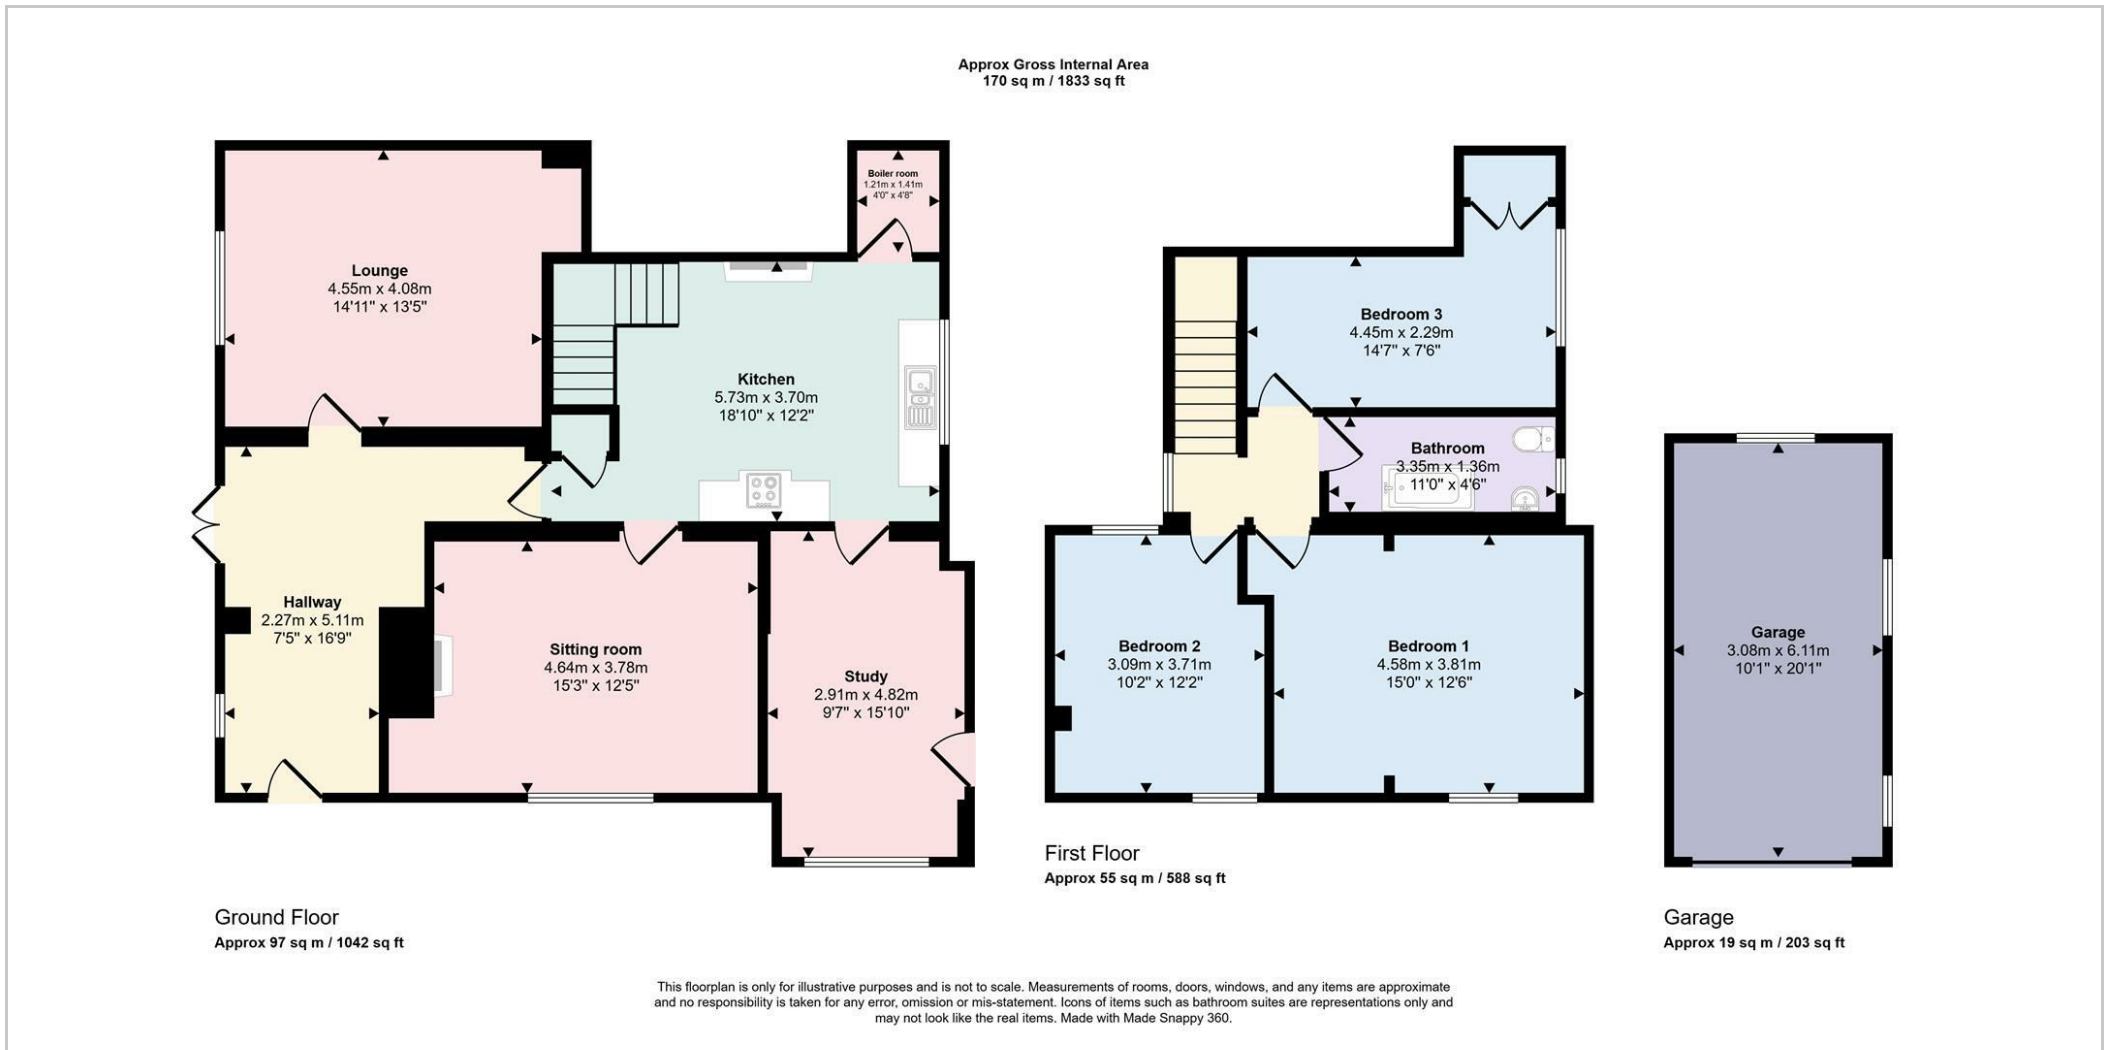 Approx Gross Internal Area
170 sq m / 1833 sq ft
Boiler room
1.21m x 1.41m
4'0" x 4'8"
Lounge
4.55m x 4.08m
14'11" x 13'5"
Kitchen
5.73m x 3.70m
18'10" x 12'2"
Hallway
2.27m x 5.11m
7'5" x 16'9"
Sitting room
4.64m x 3.78m
15'3" x 12'5"
Study
2.91m x 4.82m
9'7" x 15'10"
Ground Floor
Approx 97 sq m / 1042 sq ft
Bedroom 3
4.45m x 2.29m
14'7" x 7'6"
Bathroom
3.35m x 1.36m
11'0" x 4'6"
Bedroom 2
3.09m x 3.71m
10'2" x 12'2"
Bedroom 1
4.58m x 3.81m
15'0" x 12'6"
First Floor
Approx 55 sq m / 588 sq ft
Garage
3.08m x 6.11m
10'1" x 20'1"
Garage
Approx 19 sq m / 203 sq ft
This floorplan is only for illustrative purposes and is not to scale. Measurements of rooms, doors, windows, and any items are approximate
and no responsibility is taken for any error, omission or mis-statement. Icons of items such as bathroom suites are representations only and
may not look like the real items. Made with Made Snappy 360.